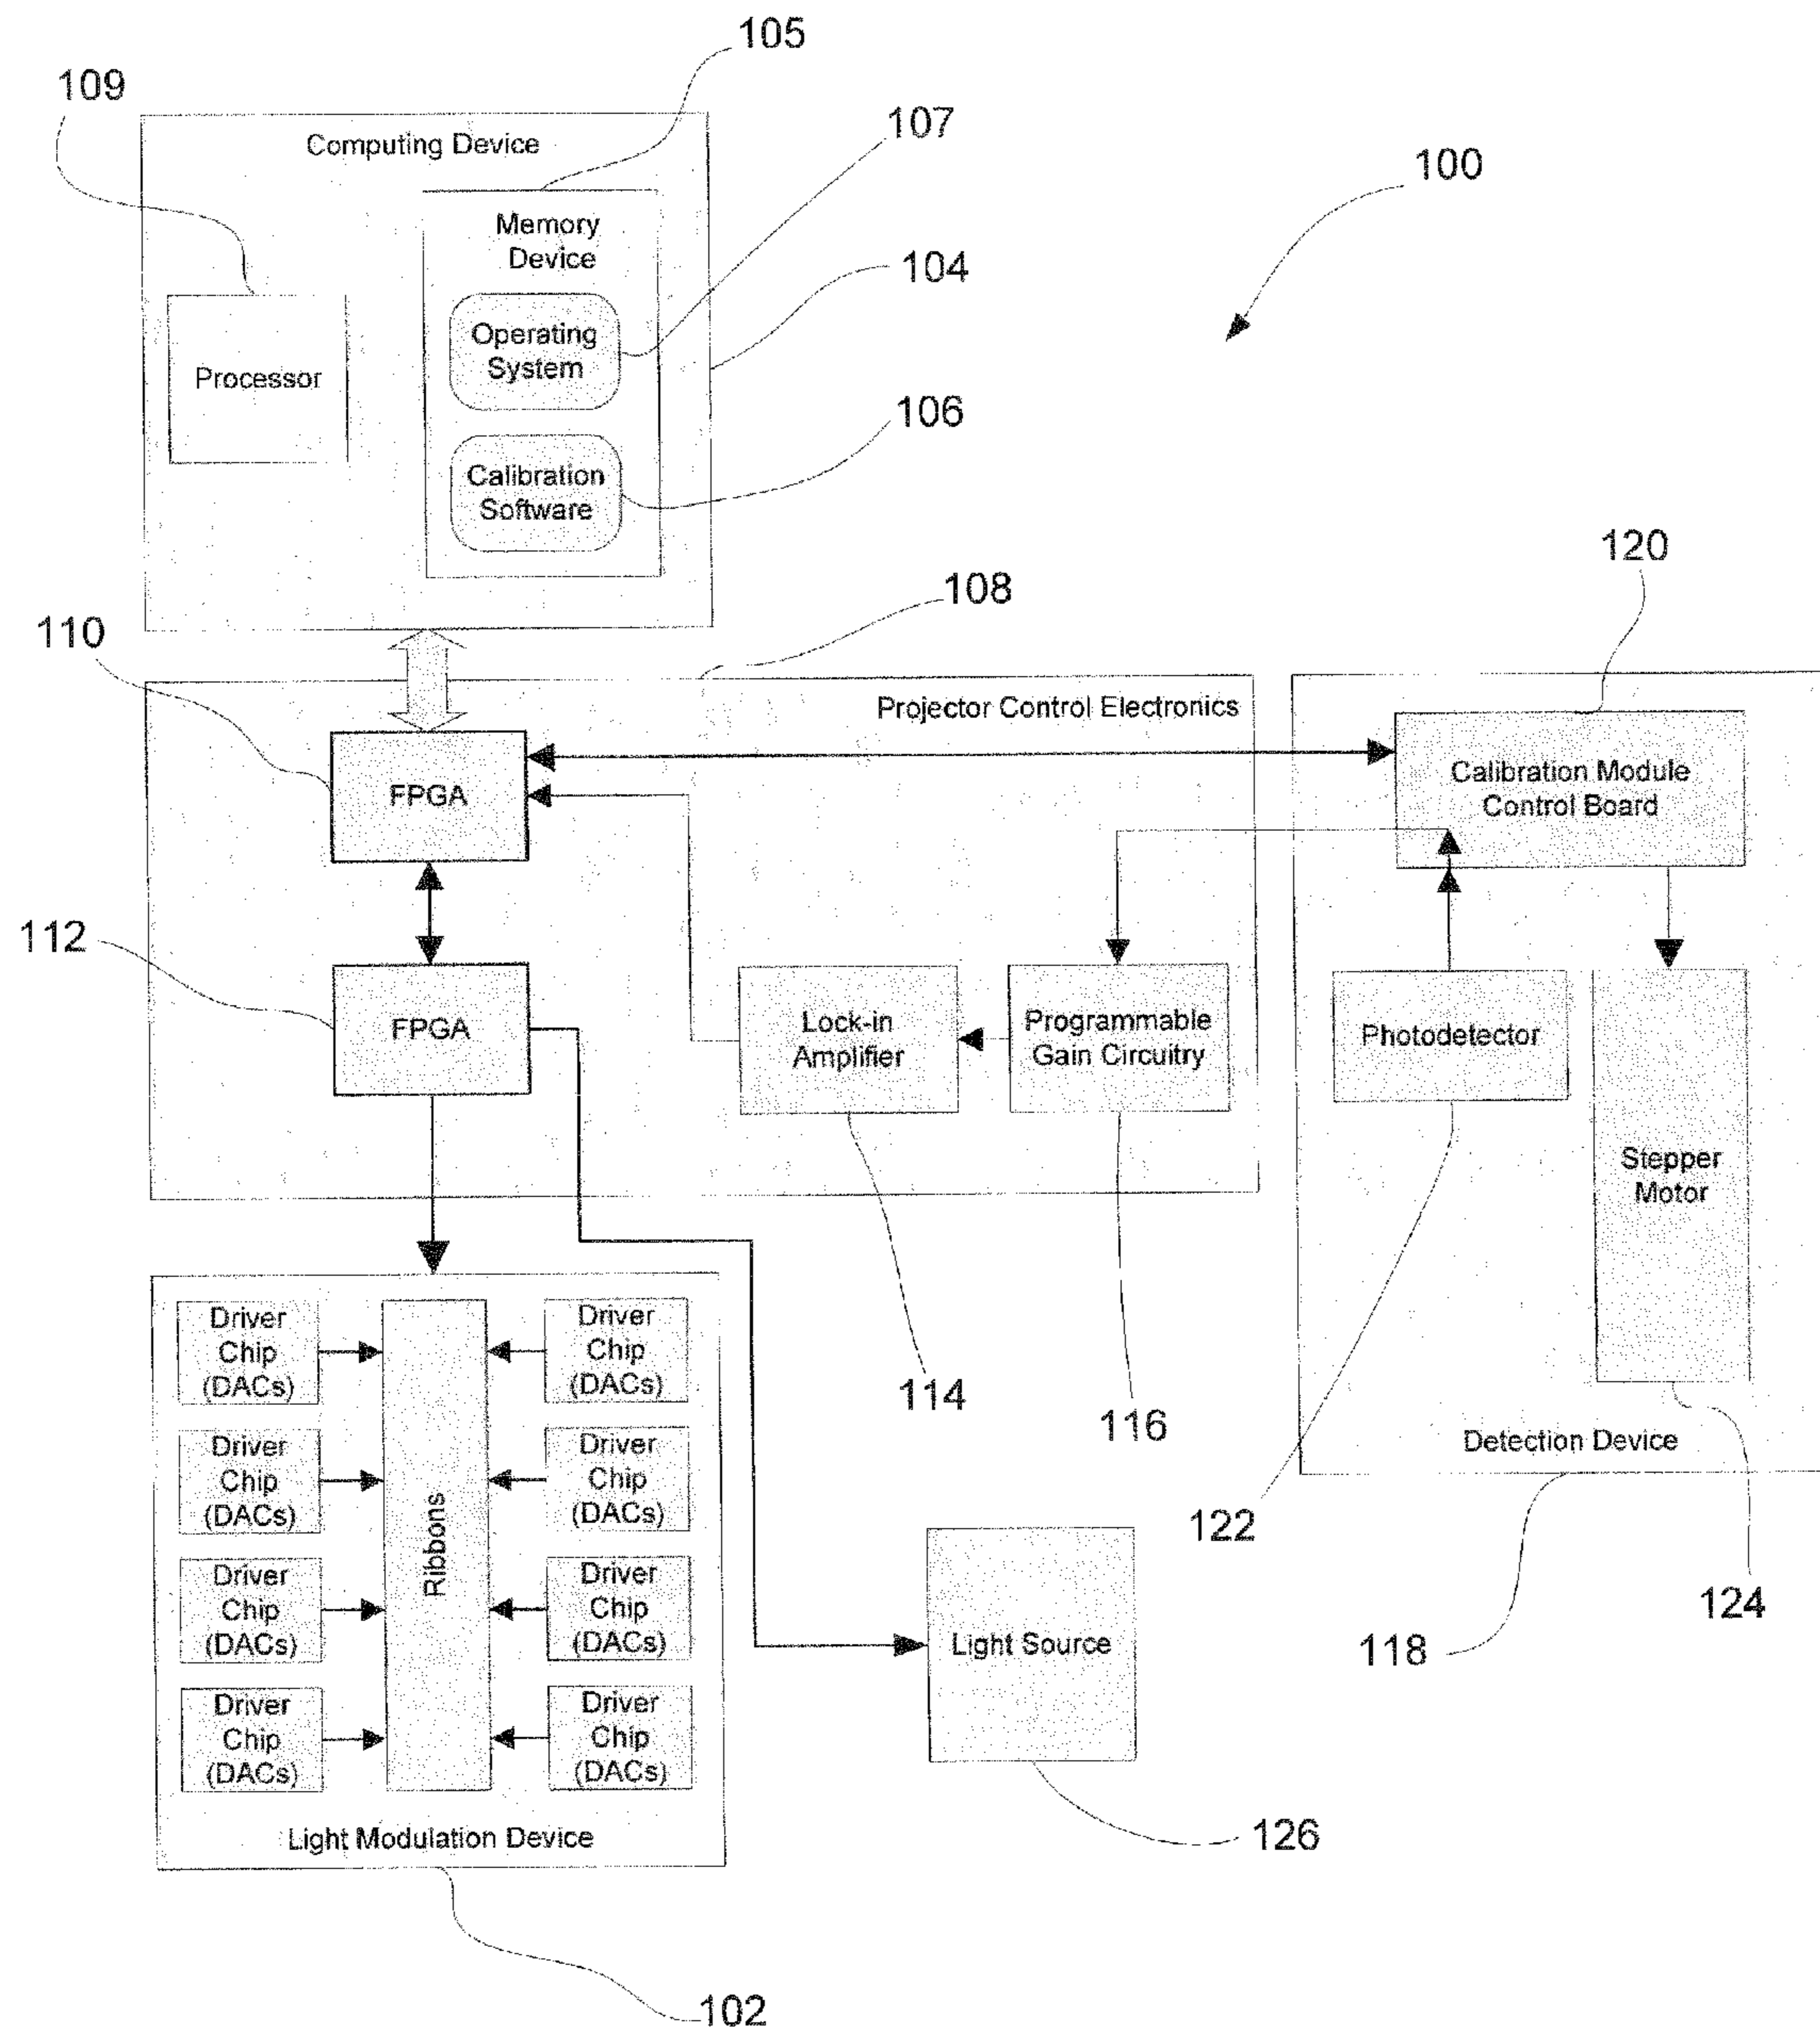 105
109
107
Computing Device
100
Memory
Device
104
Operating
System
Processor
106
Calibration
Software
120
108
110
Projector Control Electronics
Calibration Module
Control Board
FPGA
112
FPGA
Lock-in
Amplifier
Programmable
Gain Circuitry
Photodetector
Stepper
Motor
Driver
Chip
(DACs)
Driver
Chip
(DACs)
114
116
Detection Device
Driver
Chip
(DACs)
Ribbons
Driver
Chip
(DACs)
122
Driver
Chip
(DACs)
Driver
Chip
(DACs)
124
Light Source
118
Driver
Chip
(DACs)
Driver
Chip
(DACs)
Light Modulation Device
126
102